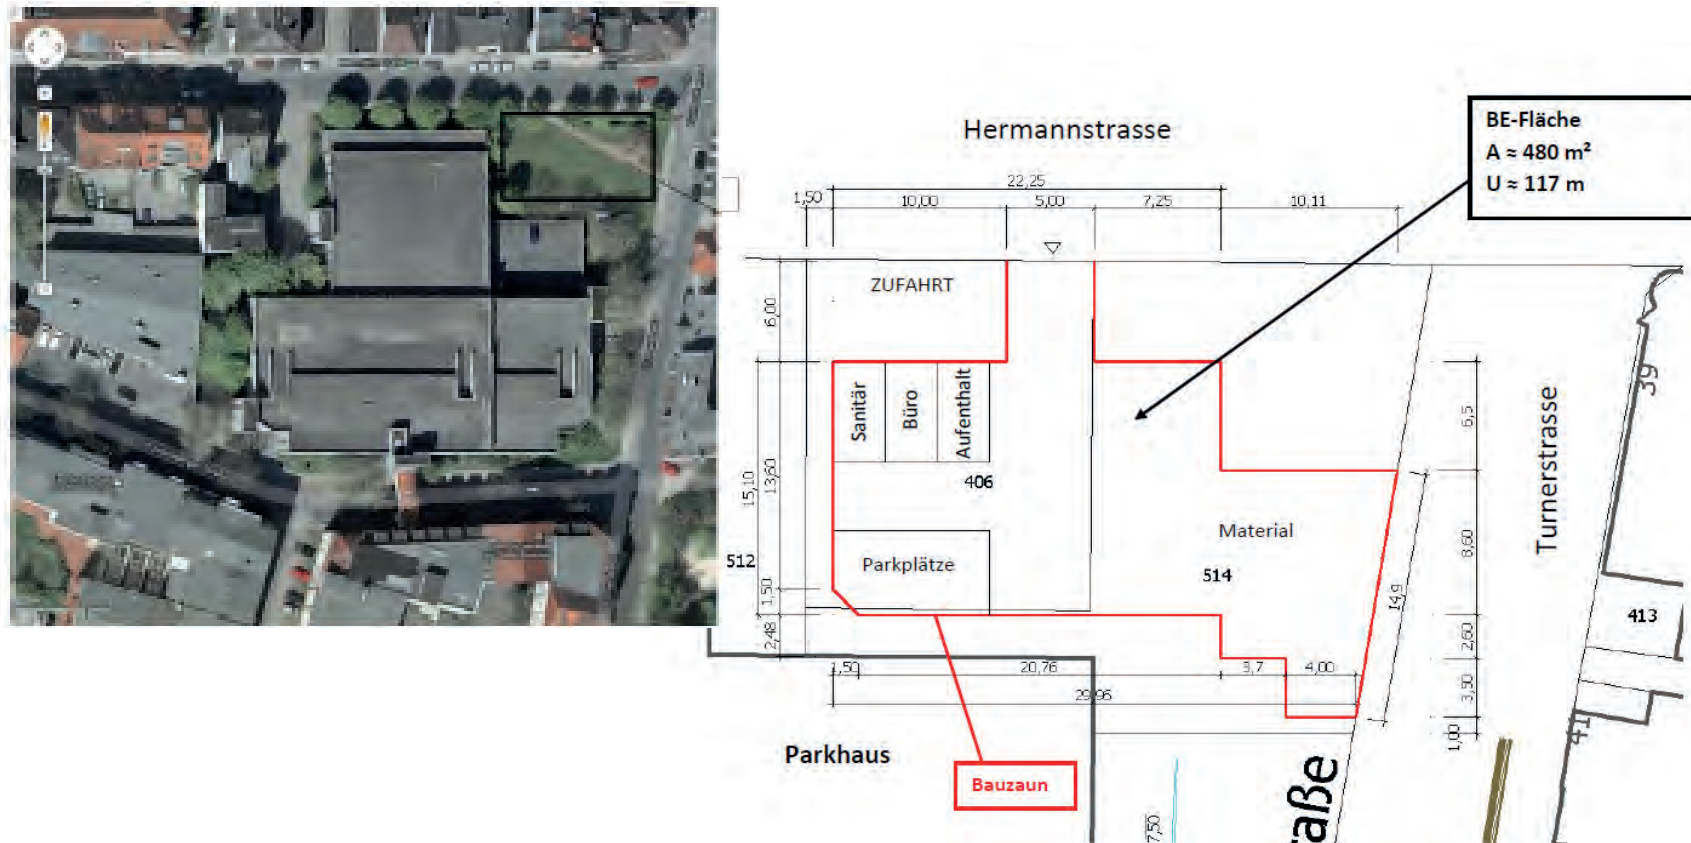 Hermannstrasse
BE-Fläche
A ≈ 480 m²
U ≈ 117 m
22,25
1,50
10,00
5,00
7,25
10,11
ZUFAHRT
6,00
Sanitär
Büro
Aufenthalt
406
15,10
13,60
512
Parkplätze
1,50
2,48
Material
514
14,9
6,5
8,60
2,60
3,50
1,00
Turnerstrasse
39
413
41
1,50
20,76
3,7
4,00
29,95
Parkhaus
Bauzaun
7,50
raße